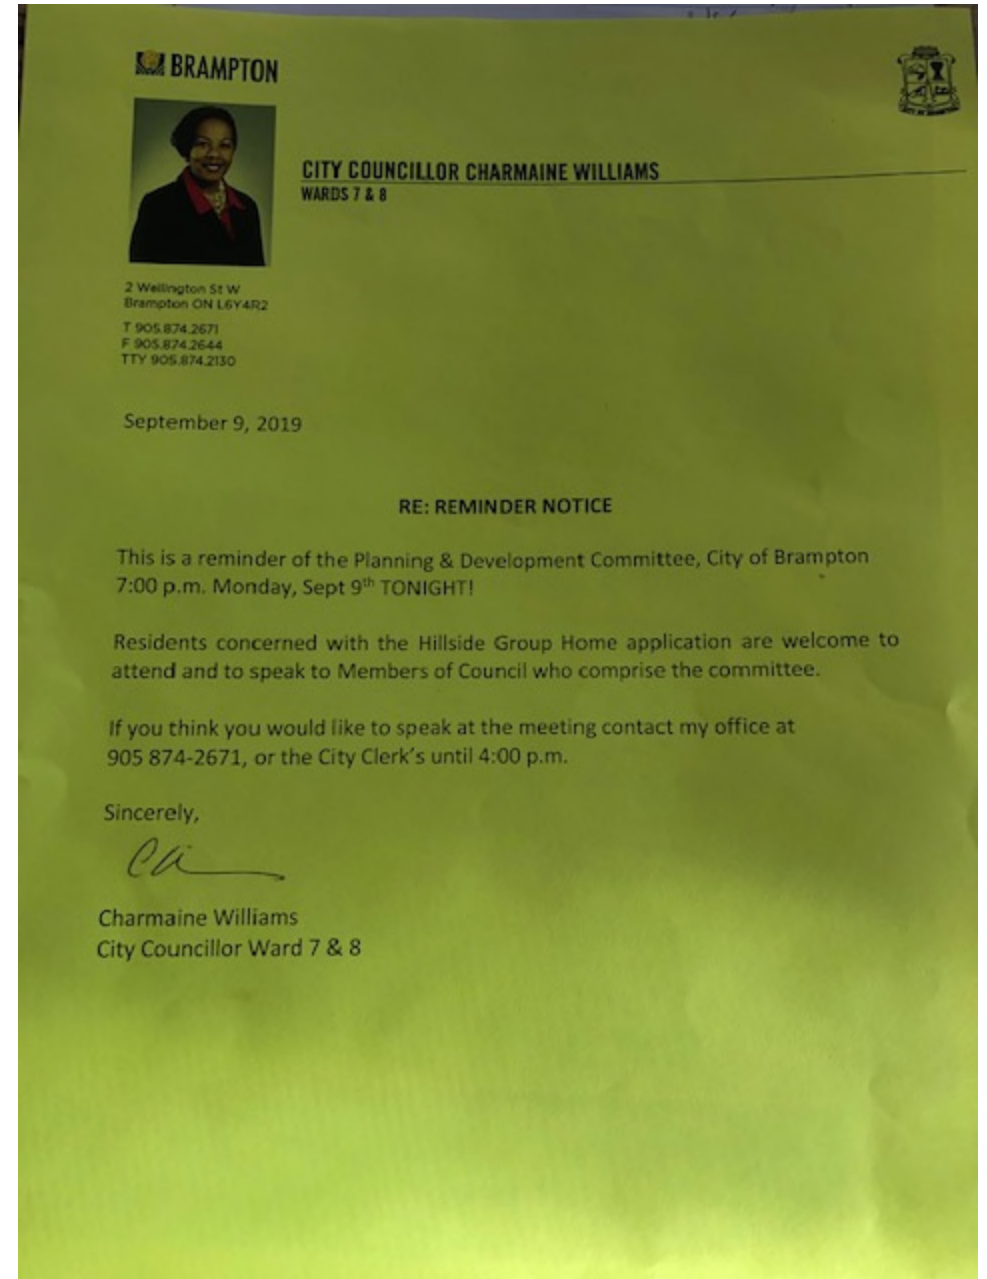 BRAMPTON
CITY COUNCILLOR CHARMAINE WILLIAMS
WARDS 7 & 8
2 Wellington St W
Brampton ON L6Y4R2
T 905.874.2671
F 905.874.2644
TTY 905.874.2130
September 9, 2019
RE: REMINDER NOTICE
This is a reminder of the Planning & Development Committee, City of Brampton
7:00 p.m. Monday, Sept 9th TONIGHT!
Residents concerned with the Hillside Group Home application are welcome to
attend and to speak to Members of Council who comprise the committee.
If you think you would like to speak at the meeting contact my office at
905 874-2671, or the City Clerk's until 4:00 p.m.
Sincerely,
Charmaine Williams
City Councillor Ward 7 & 8